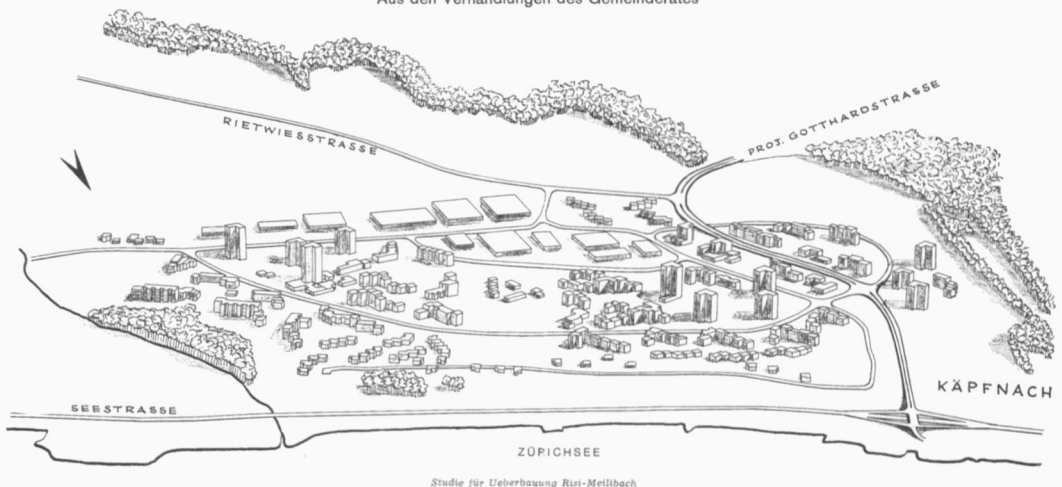 Aus den Verhandlungen des Gemeinderates
RIETWIESSTRASSE
PROJ. GOTTHARDSTRASSE
KÄPFNACH
SEESTRASSE
ZÜRICHSEE
Studie für Ueberbauung Risi-Meilibach